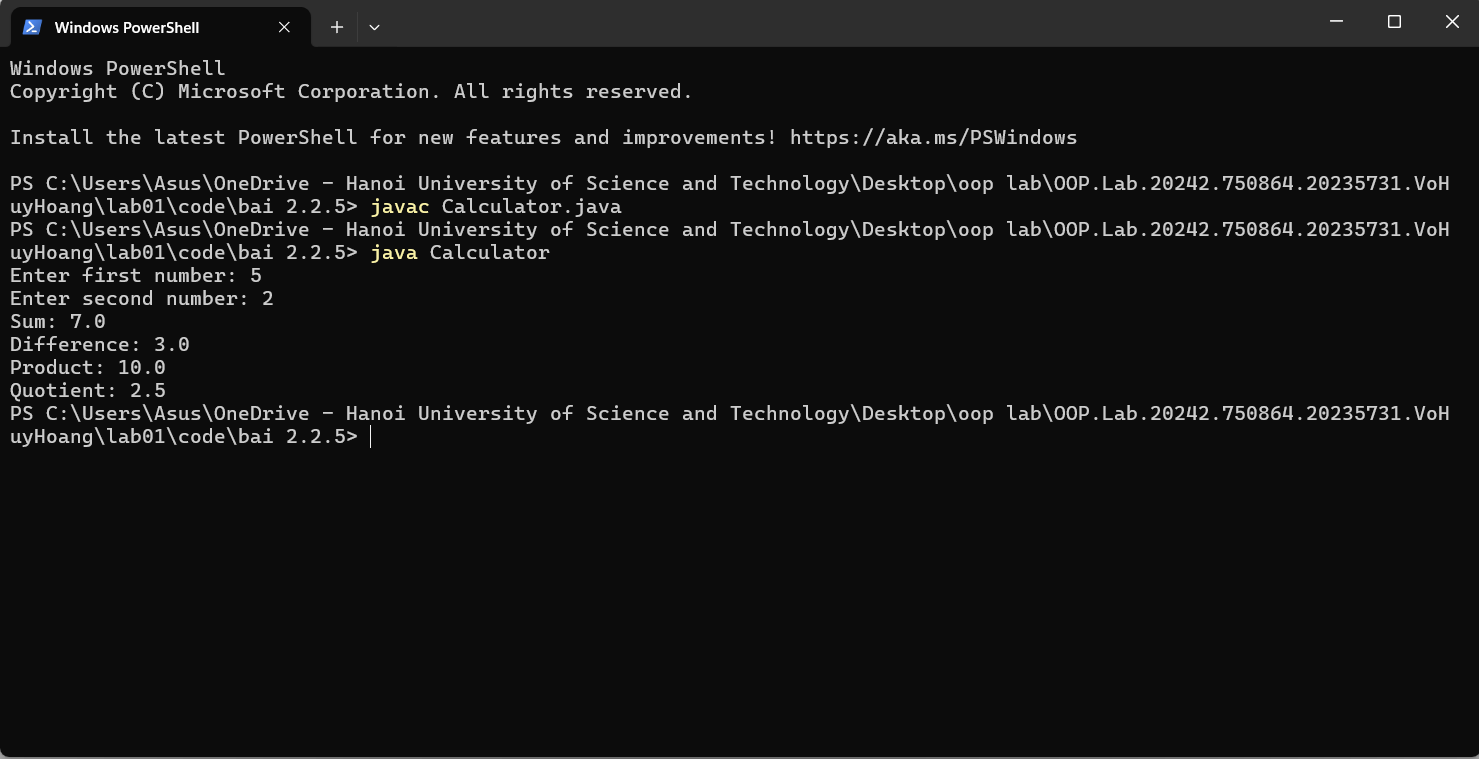 Windows PowerShell
Windows PowerShell
Copyright (C) Microsoft Corporation. All rights reserved.
Install the latest PowerShell for new features and improvements! https://aka.ms/PSWindows
PS C:\Users\Asus\OneDrive - Hanoi University of Science and Technology\Desktop\oop lab\OOP.Lab.20242.750864.20235731.VoH
uyHoang\lab01\code\bai 2.2.5> javac Calculator.java
PS C:\Users\Asus\OneDrive - Hanoi University of Science and Technology\Desktop\oop lab\OOP.Lab.20242.750864.20235731.VoH
uyHoang\lab01\code\bai 2.2.5> java Calculator
Enter first number: 5
Enter second number: 2
Sum: 7.0
Difference: 3.0
Product: 10.0
Quotient: 2.5
PS C:\Users\Asus\OneDrive - Hanoi University of Science and Technology\Desktop\oop lab\OOP.Lab.20242.750864.20235731.VoH
uyHoang\lab01\code\bai 2.2.5>